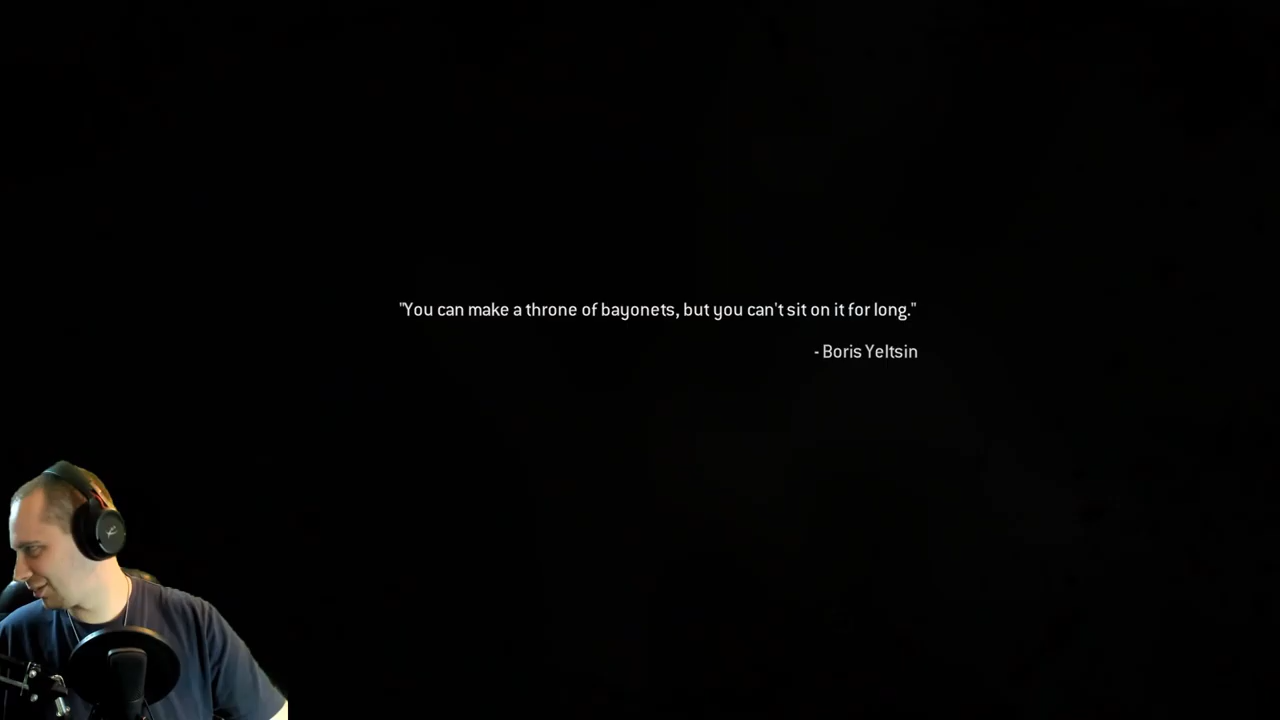 "You can make a throne of bayonets, but you can't sit on it for long."
- Boris Yeltsin